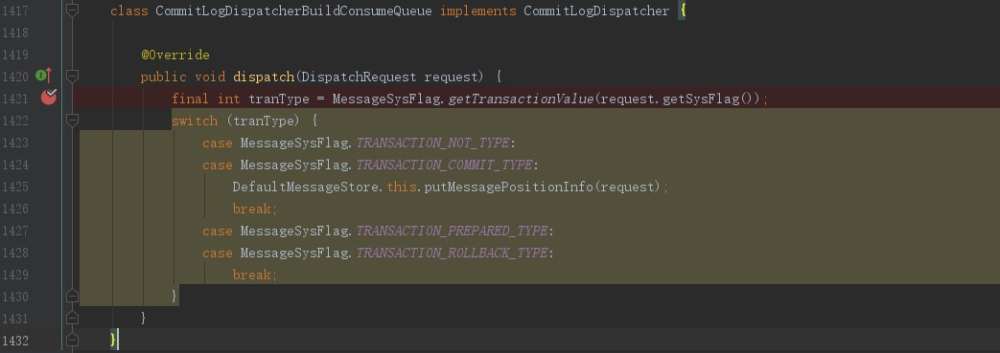 1417 class CommitLogDispatcherBuildConsumeQueue implements CommitLogDispatcher {
1418
1419 @Override
1420 public void dispatch(DispatchRequest request) {
1421 final int tranType = MessageSysFlag.getTransactionValue(request.getSysFlag());
1422 switch (tranType) {
1423 case MessageSysFlag.TRANSACTION_NOT_TYPE:
1424 case MessageSysFlag.TRANSACTION_COMMIT_TYPE:
1425 DefaultMessageStore.this.putMessagePositionInfo(request);
1426 break;
1427 case MessageSysFlag.TRANSACTION_PREPARED_TYPE:
1428 case MessageSysFlag.TRANSACTION_ROLLBACK_TYPE:
1429 break;
1430 }
1431 }
1432 }